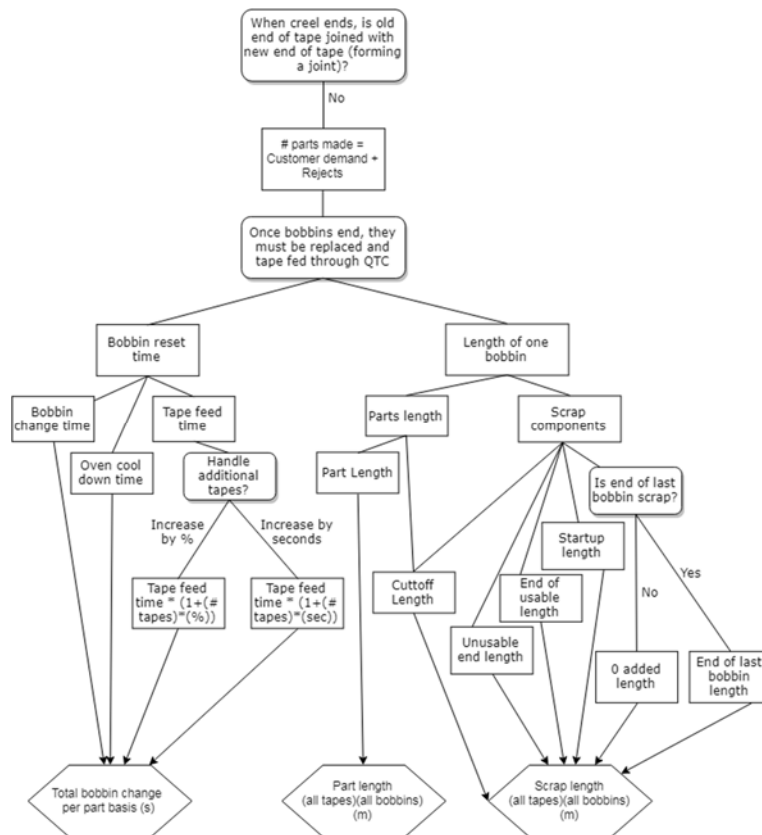 When creel ends, is old
end of tape joined with
new end of tape (forming
a joint)?
No
# parts made =
Customer demand +
Rejects
Once bobbins end, they
must be replaced and
tape fed through QTC
Bobbin reset
time
Length of one
bobbin
Bobbin
change time
Tape feed
time
Parts length
Scrap
components
Oven cool
down time
Handle
additional
tapes?
Part Length
Is end of last
bobbin scrap?
Increase
by %
Increase by
seconds
Startup
length
Yes
No
Tape feed
time * (1+(#
tapes)*(%))
Tape feed
time * (1+(#
tapes)*(sec))
Cuttoff
Length
End of
usable length
Unusable
end length
0 added
length
End of last
bobbin
length
Total bobbin change
per part basis (s)
Part length
(all tapes)(all bobbins)
(m)
Scrap length
(all tapes)(all bobbins)
(m)